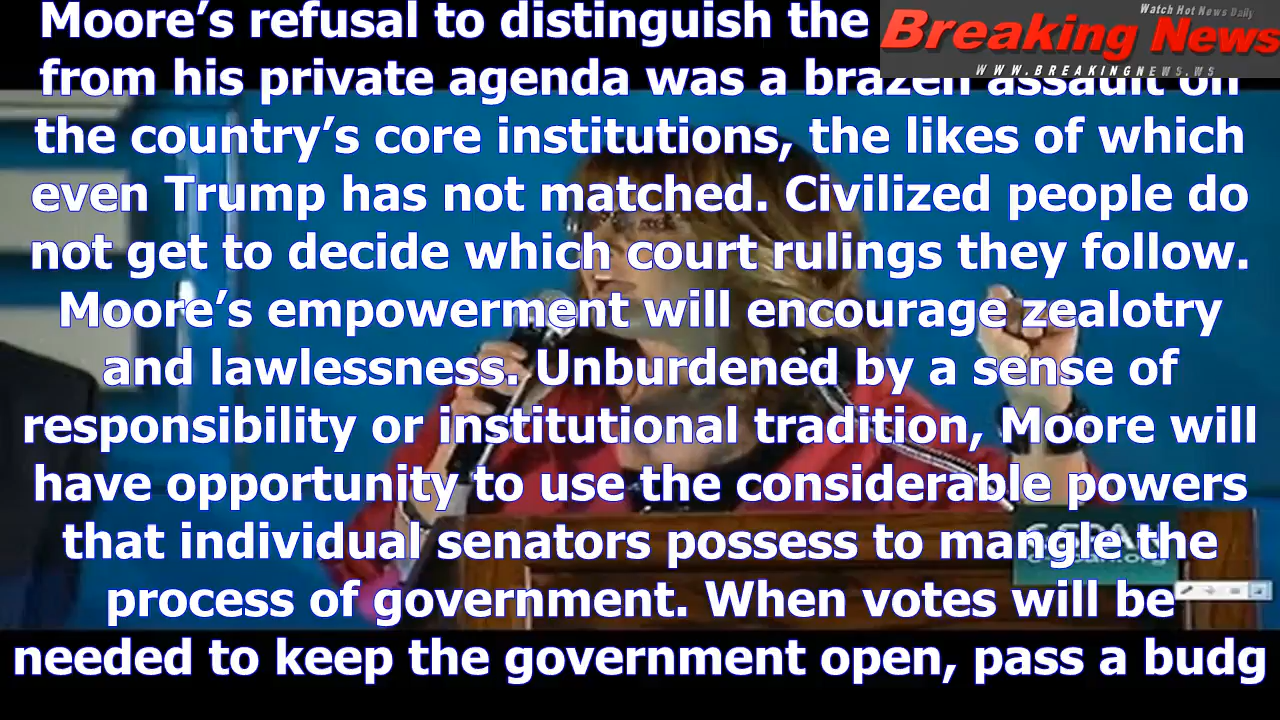 Moore's refusal to distinguish the
Watch Hot News Daily
Breaking News
WWW.BREAKINGNEWS.WS
from his private agenda was a brazen assault on
the country's core institutions, the likes of which
even Trump has not matched. Civilized people do
not get to decide which court rulings they follow.
Moore's empowerment will encourage zealotry
and lawlessness. Unburdened by a sense of
responsibility or institutional tradition, Moore will
have opportunity to use the considerable powers
that individual senators possess to mangle the
process of government. When votes will be
needed to keep the government open, pass a budg